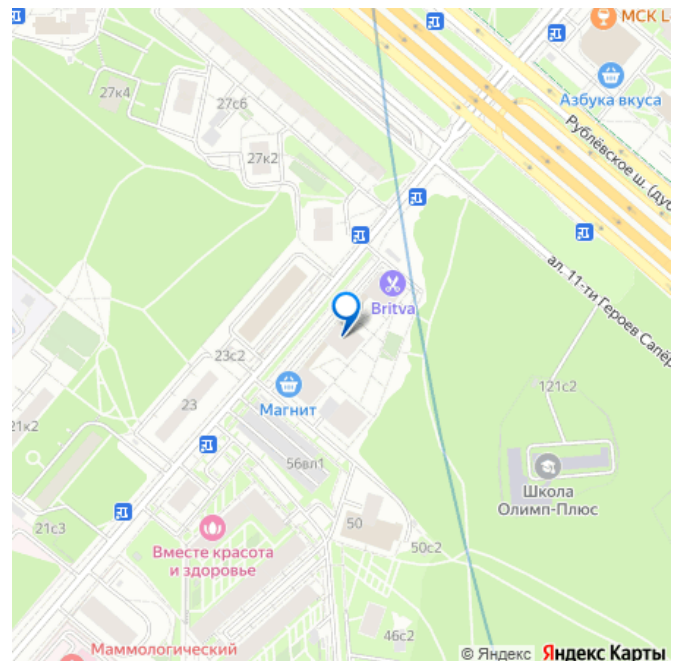 МСК L
27к4
27с6
Азбука вкуса
27к2
Рублёвское ш. (дуб
ал. 11-ти Героев Сапёр
Britva
23с2
121с2
Магнит
23
21к2
56вл1
Школа
Олимп-Плюс
21с3
50
50с2
Вместе красота
и здоровье
46с2
Маммологический
© Яндекс Яндекс Карты